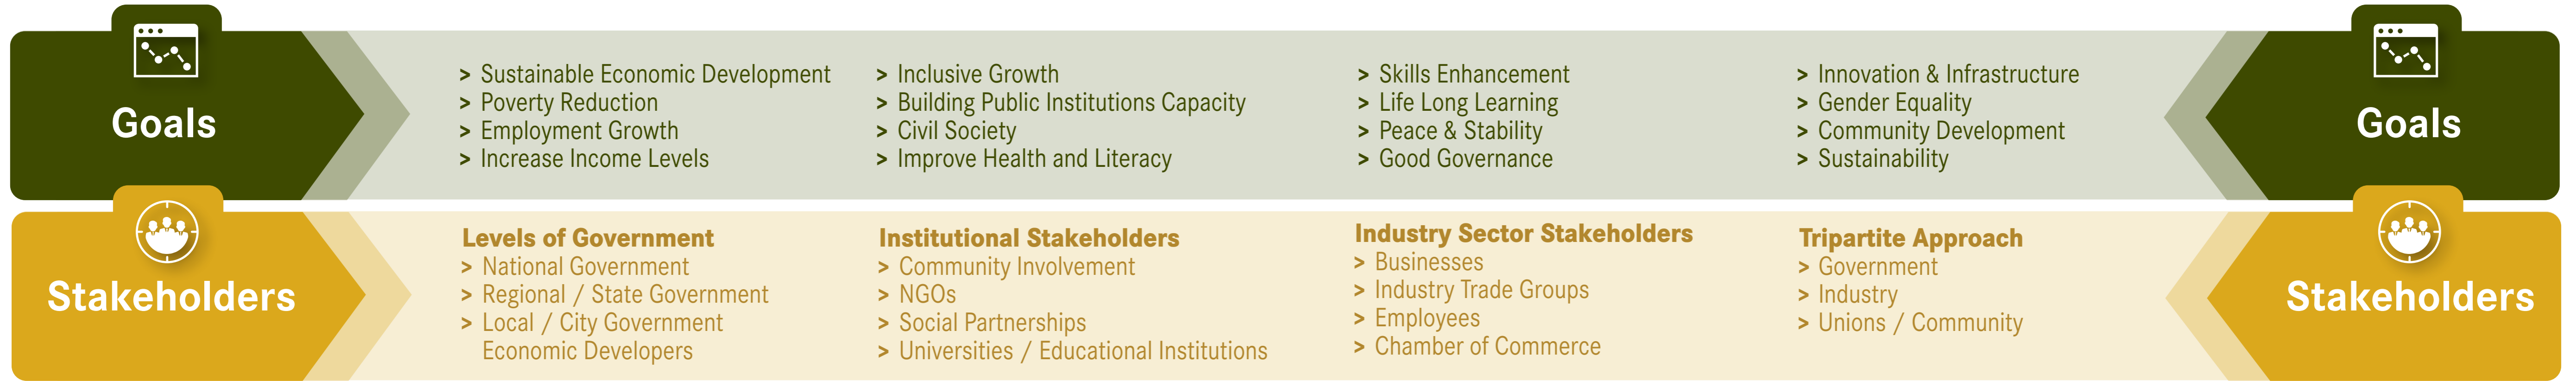 Goals
> Sustainable Economic Development
> Poverty Reduction
> Employment Growth
> Increase Income Levels
> Inclusive Growth
> Building Public Institutions Capacity
> Civil Society
> Improve Health and Literacy
> Skills Enhancement
> Life Long Learning
> Peace & Stability
> Good Governance
> Innovation & Infrastructure
> Gender Equality
> Community Development
> Sustainability
Goals
Stakeholders
Levels of Government
> National Government
> Regional / State Government
> Local / City Government
Economic Developers
Institutional Stakeholders
> Community Involvement
> NGOs
> Social Partnerships
> Universities / Educational Institutions
Industry Sector Stakeholders
> Businesses
> Industry Trade Groups
> Employees
> Chamber of Commerce
Tripartite Approach
> Government
> Industry
> Unions / Community
Stakeholders